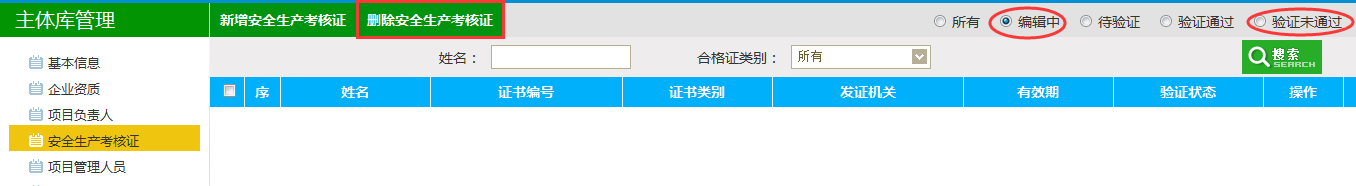 主体库管理
新增安全生产考核证 删除安全生产考核证 所有 编辑中 待验证 验证通过 验证未通过
姓名： 合格证类别： 所有 搜索 SEARCH
序 姓名 证书编号 证书类别 发证机关 有效期 验证状态 操作
基本信息
企业资质
项目负责人
安全生产考核证
项目管理人员